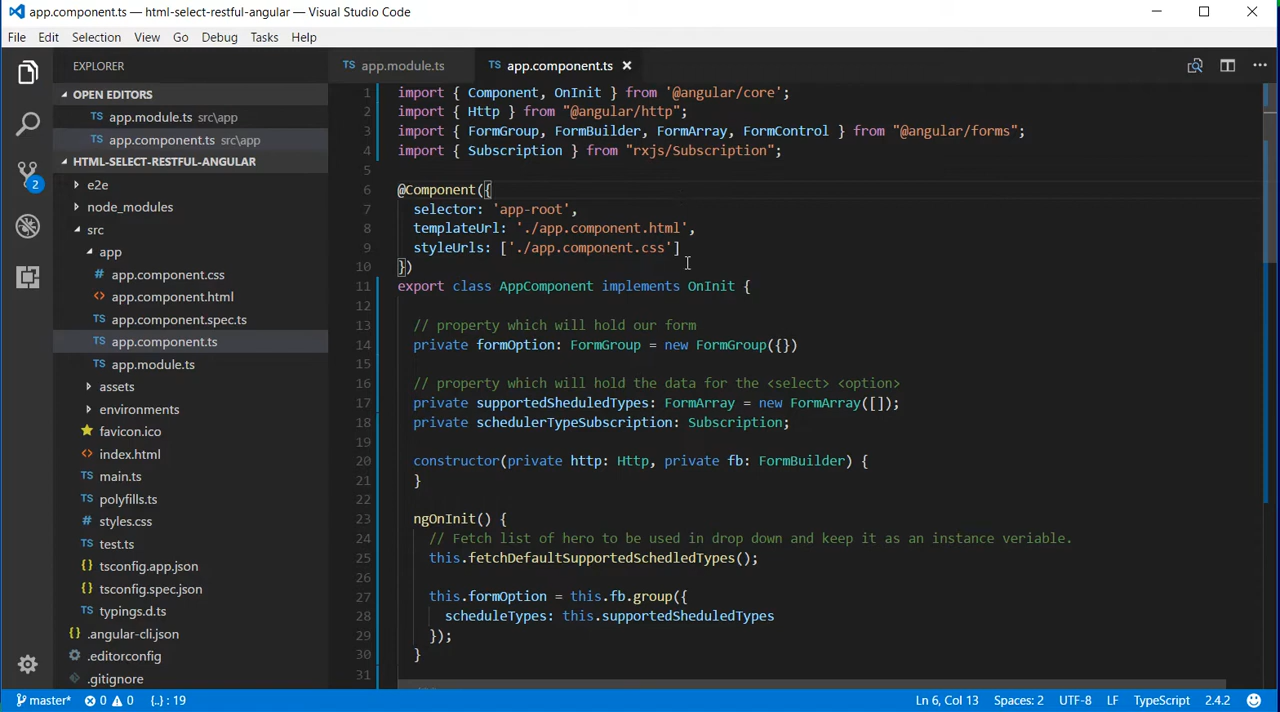 app.component.ts — html-select-restful-angular — Visual Studio Code
File Edit Selection View Go Debug Tasks Help
EXPLORER
OPEN EDITORS
TS app.module.ts src\app
TS app.component.ts src\app
HTML-SELECT-RESTFUL-ANGULAR
e2e
node_modules
src
app
# app.component.css
<> app.component.html
TS app.component.spec.ts
TS app.component.ts
TS app.module.ts
assets
environments
favicon.ico
<> index.html
TS main.ts
TS polyfills.ts
TS styles.css
TS test.ts
{} tsconfig.app.json
{} tsconfig.spec.json
TS typings.d.ts
{} .angular-cli.json
.editorconfig
.gitignore
2
TS app.module.ts TS app.component.ts
1 import { Component, OnInit } from '@angular/core';
2 import { Http } from "@angular/http";
3 import { FormGroup, FormBuilder, FormArray, FormControl } from "@angular/forms";
4 import { Subscription } from "rxjs/Subscription";
5
6 @Component({
7 selector: 'app-root',
8 templateUrl: './app.component.html',
9 styleUrls: ['./app.component.css']
10 })
11 export class AppComponent implements OnInit {
12
13 // property which will hold our form
14 private formOption: FormGroup = new FormGroup({})
15
16 // property which will hold the data for the <select> <option>
17 private supportedSheduledTypes: FormArray = new FormArray([]);
18 private schedulerTypeSubscription: Subscription;
19
20 constructor(private http: Http, private fb: FormBuilder) {
21 }
22
23 ngOnInit() {
24 // Fetch list of hero to be used in drop down and keep it as an instance veriable.
25 this.fetchDefaultSupportedSchedledTypes();
26
27 this.formOption = this.fb.group({
28 scheduleTypes: this.supportedSheduledTypes
29 });
30 }
31
master* 0 0 {..} : 19 Ln 6, Col 13 Spaces: 2 UTF-8 LF TypeScript 2.4.2